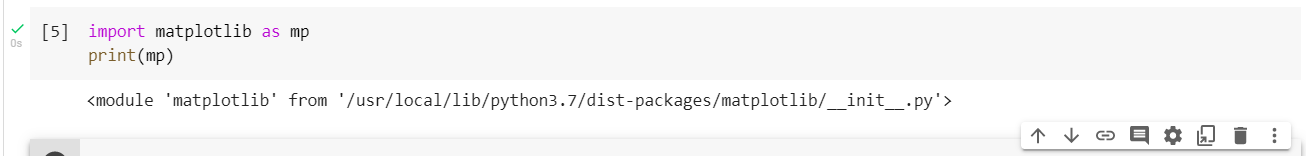 [5] import matplotlib as mp
0s
print(mp)
<module 'matplotlib' from '/usr/local/lib/python3.7/dist-packages/matplotlib/__init__.py'>